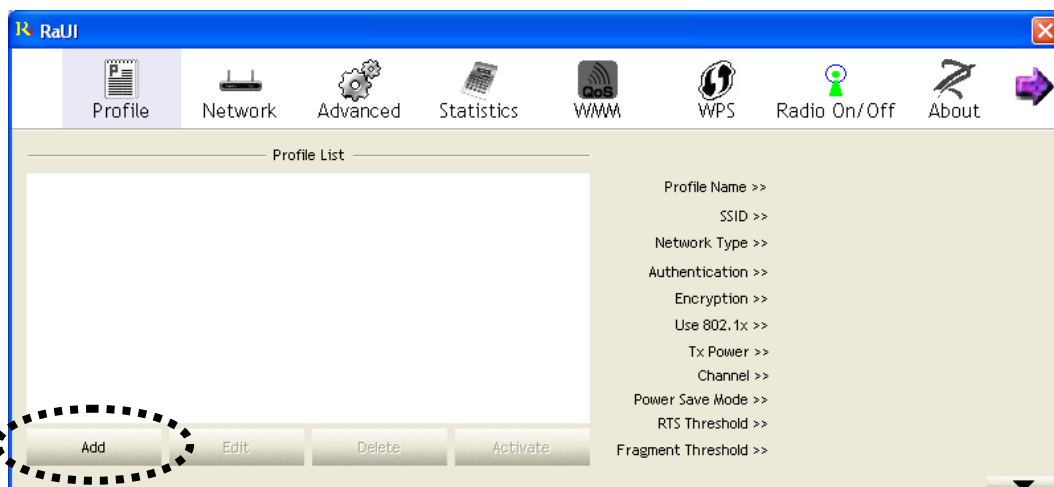 RaUI
Profile Network Advanced Statistics WMM WPS Radio On/Off About
QoS
Profile List
Profile Name >>
SSID >>
Network Type >>
Authentication >>
Encryption >>
Use 802.1x >>
Tx Power >>
Channel >>
Power Save Mode >>
RTS Threshold >>
Fragment Threshold >>
Add Edit Delete Activate